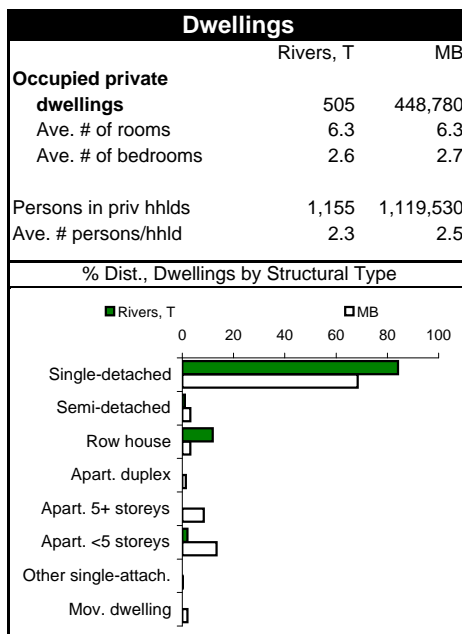 Dwellings
Rivers, T MB
Occupied private
dwellings 505 448,780
Ave. # of rooms 6.3 6.3
Ave. # of bedrooms 2.6 2.7
Persons in priv hhlds 1,155 1,119,530
Ave. # persons/hhld 2.3 2.5
% Dist., Dwellings by Structural Type
Rivers, T MB
0 20 40 60 80 100
Single-detached
Semi-detached
Row house
Apart. duplex
Apart. 5+ storeys
Apart. <5 storeys
Other single-attach.
Mov. dwelling